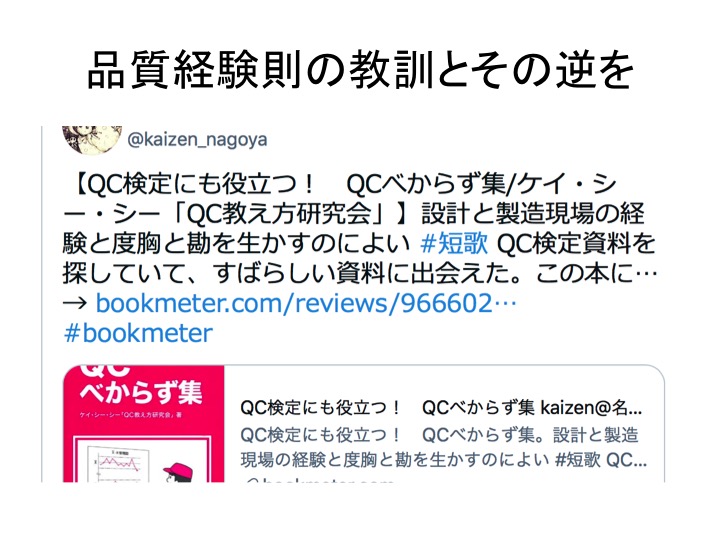 品質経験則の教訓とその逆を
@kaizen_nagoya
【QC検定にも役立つ！　QCべからず集/ケイ・シ
ー・シー「QC教え方研究会」】設計と製造現場の経
験と度胸と勘を生かすのによい #短歌 QC検定資料を
探していて、すばらしい資料に出会えた。この本に…
→ bookmeter.com/reviews/966602…
#bookmeter
QC
べからず集
ケイ・シー・シー「QC教え方研究会」著
QC検定にも役立つ！　QCべからず集 kaizen@名...
QC検定にも役立つ！　QCべからず集。設計と製造
現場の経験と度胸と勘を生かすのによい #短歌 QC...
bookmeter.com